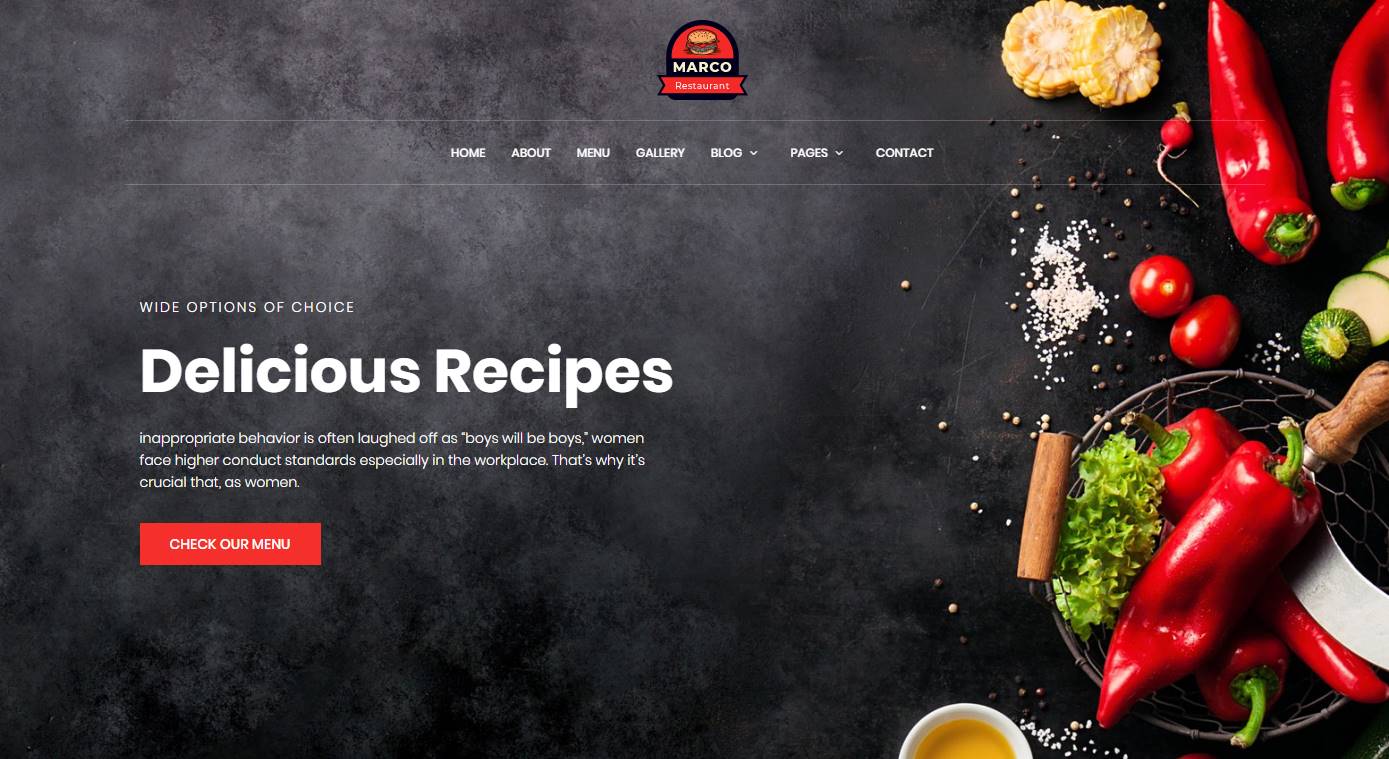 MARCO
Restaurant
HOME ABOUT MENU GALLERY BLOG PAGES CONTACT
WIDE OPTIONS OF CHOICE
Delicious Recipes
inappropriate behavior is often laughed off as “boys will be boys,” women
face higher conduct standards especially in the workplace. That’s why it’s
crucial that, as women.
CHECK OUR MENU